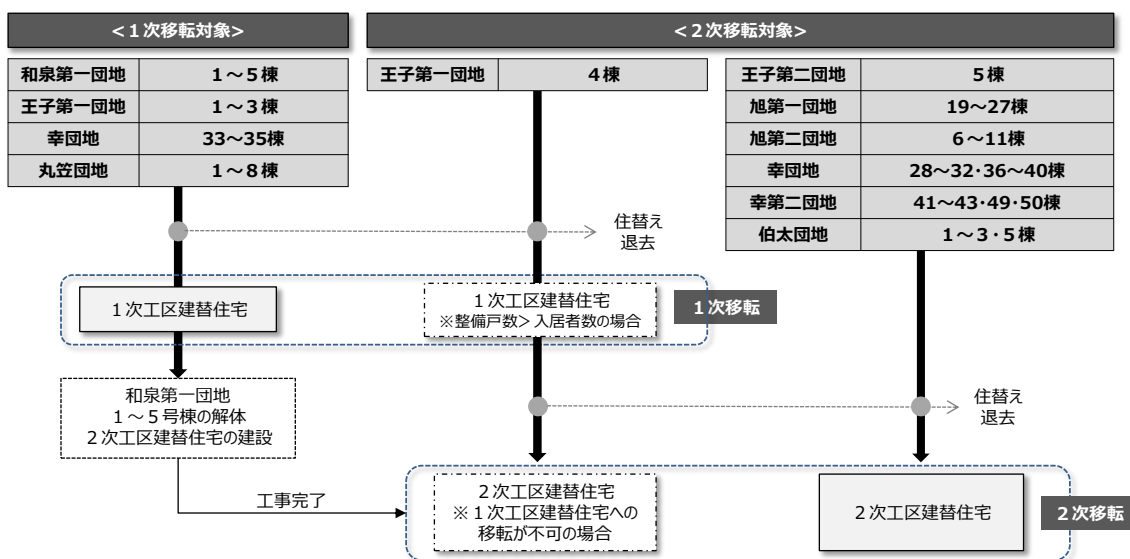 <１次移転対象>
和泉第一団地 １～５棟
王子第一団地 １～３棟
幸団地 33～35棟
丸笠団地 １～８棟
<２次移転対象>
王子第一団地 ４棟
王子第二団地 ５棟
旭第一団地 19～27棟
旭第二団地 ６～11棟
幸団地 28～32･36～40棟
幸第二団地 41～43･49･50棟
伯太団地 １～３･５棟
住替え
退去
１次工区建替住宅
１次工区建替住宅
※整備戸数＞入居者数の場合
１次移転
和泉第一団地
１～５号棟の解体
２次工区建替住宅の建設
住替え
退去
工事完了
２次工区建替住宅
※１次工区建替住宅への
移転が不可の場合
２次工区建替住宅
２次移転